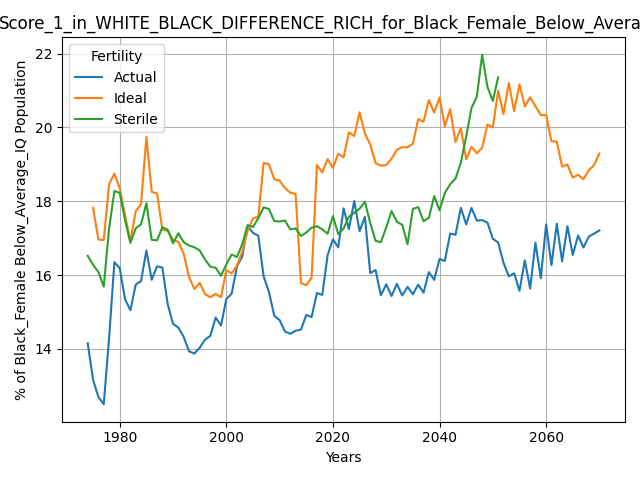 Score_1_in_WHITE_BLACK_DIFFERENCE_RICH_for_Black_Female_Below_Avera
% of Black_Female Below_Average_IQ Population
Fertility
Actual
Ideal
Sterile
22
20
18
16
14
1980 2000 2020 2040 2060
Years